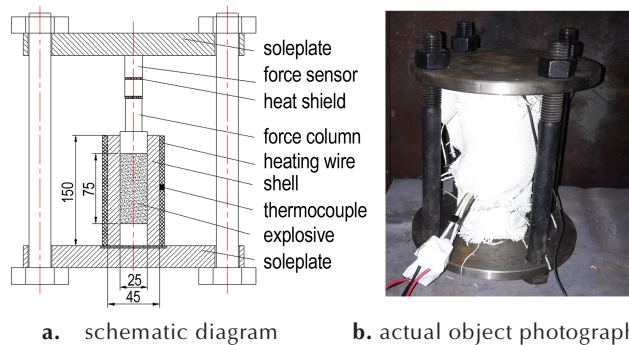 soleplate
force sensor
heat shield
force column
heating wire
shell
thermocouple
explosive
soleplate
150
75
25
45
a. schematic diagram
b. actual object photograph